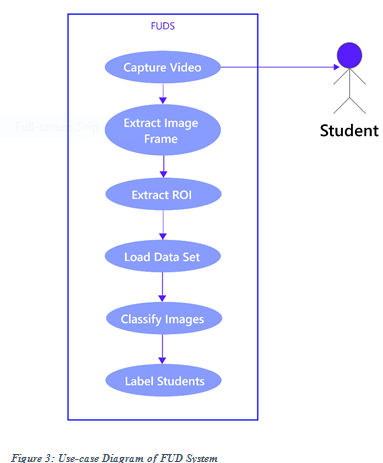 FUDS
Capture Video
Extract Image
Frame
Extract ROI
Load Data Set
Classify Images
Label Students
Student
Figure 3: Use-case Diagram of FUD System